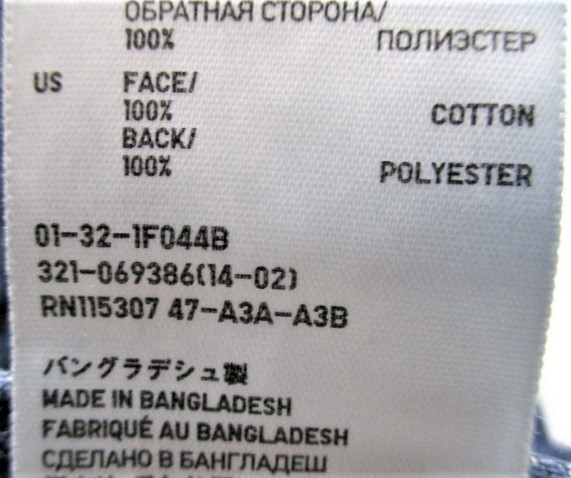 ОБРАТНАЯ СТОРОНА/
100% ПОЛИЭСТЕР
US FACE/
100% COTTON
BACK/
100% POLYESTER
01-32-1F044B
321-069386(14-02)
RN115307 47-A3A-A3B
バングラデシュ製
MADE IN BANGLADESH
FABRIQUÉ AU BANGLADESH
СДЕЛАНО В БАНГЛАДЕШ